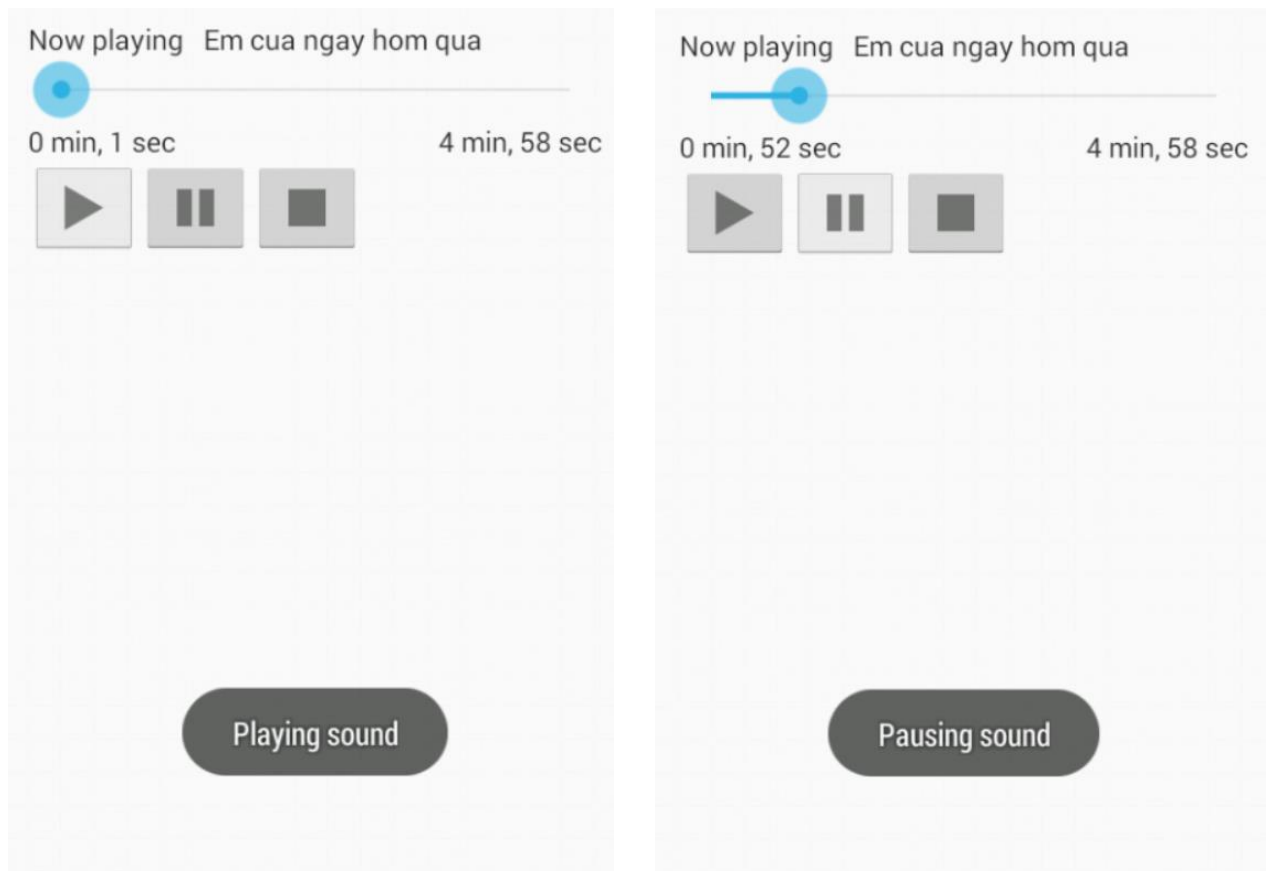 Now playing Em cua ngay hom qua
0 min, 1 sec 4 min, 58 sec
Playing sound
Now playing Em cua ngay hom qua
0 min, 52 sec 4 min, 58 sec
Pausing sound